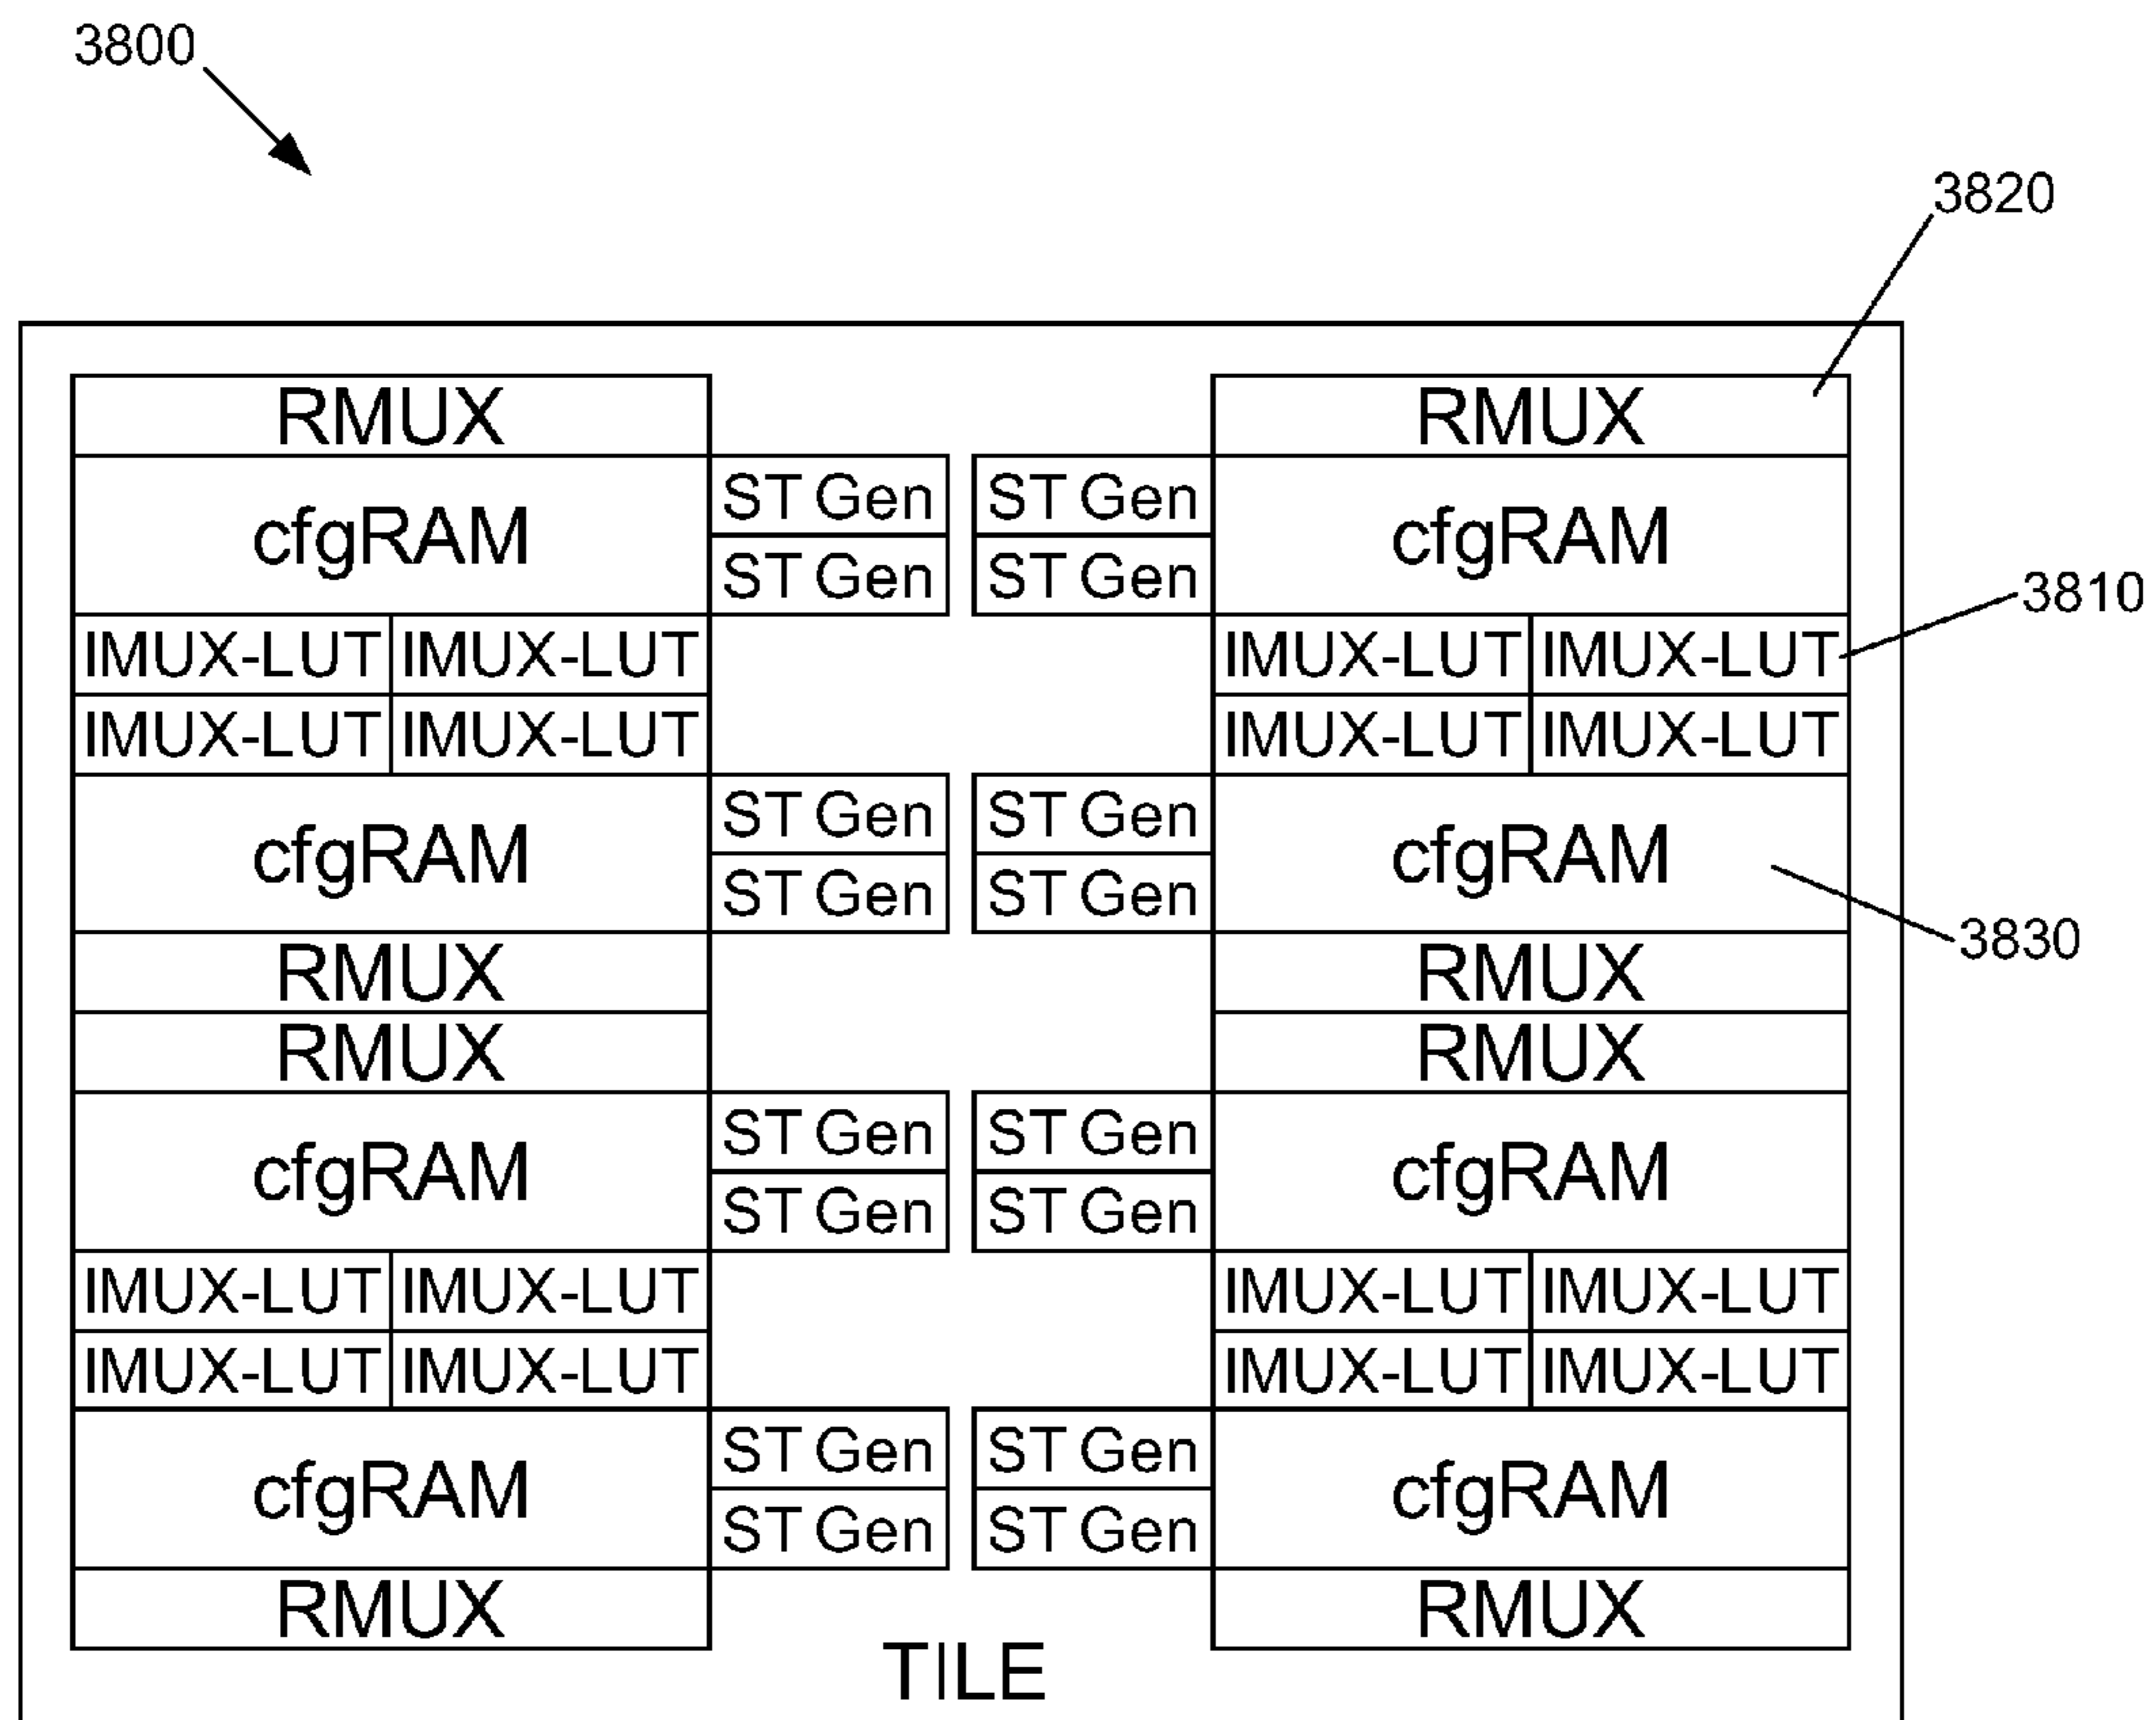 3800
3820
RMUX RMUX
ST Gen ST Gen
cfgRAM cfgRAM
ST Gen ST Gen
3810
IMUX-LUT IMUX-LUT IMUX-LUT IMUX-LUT
IMUX-LUT IMUX-LUT IMUX-LUT IMUX-LUT
ST Gen ST Gen
cfgRAM cfgRAM
ST Gen ST Gen
3830
RMUX RMUX
RMUX RMUX
ST Gen ST Gen
cfgRAM cfgRAM
ST Gen ST Gen
IMUX-LUT IMUX-LUT IMUX-LUT IMUX-LUT
IMUX-LUT IMUX-LUT IMUX-LUT IMUX-LUT
ST Gen ST Gen
cfgRAM cfgRAM
ST Gen ST Gen
RMUX RMUX
TILE